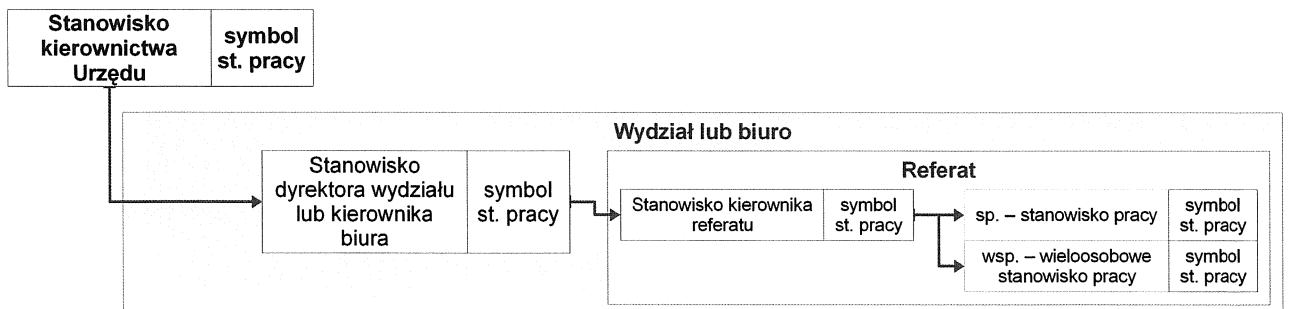 Stanowisko
kierownictwa
Urzędu
symbol
st. pracy
Wydział lub biuro
Stanowisko
dyrektora wydziału
lub kierownika
biura
symbol
st. pracy
Referat
Stanowisko kierownika
referatu
symbol
st. pracy
sp. – stanowisko pracy
symbol
st. pracy
wsp. – wieloosobowe
stanowisko pracy
symbol
st. pracy